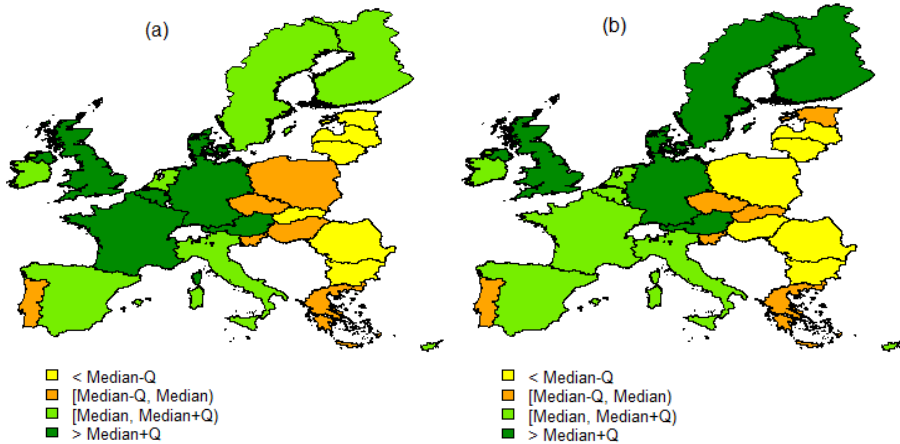 (a)
< Median-Q
[Median-Q, Median)
[Median, Median+Q)
> Median+Q
(b)
< Median-Q
[Median-Q, Median)
[Median, Median+Q)
> Median+Q